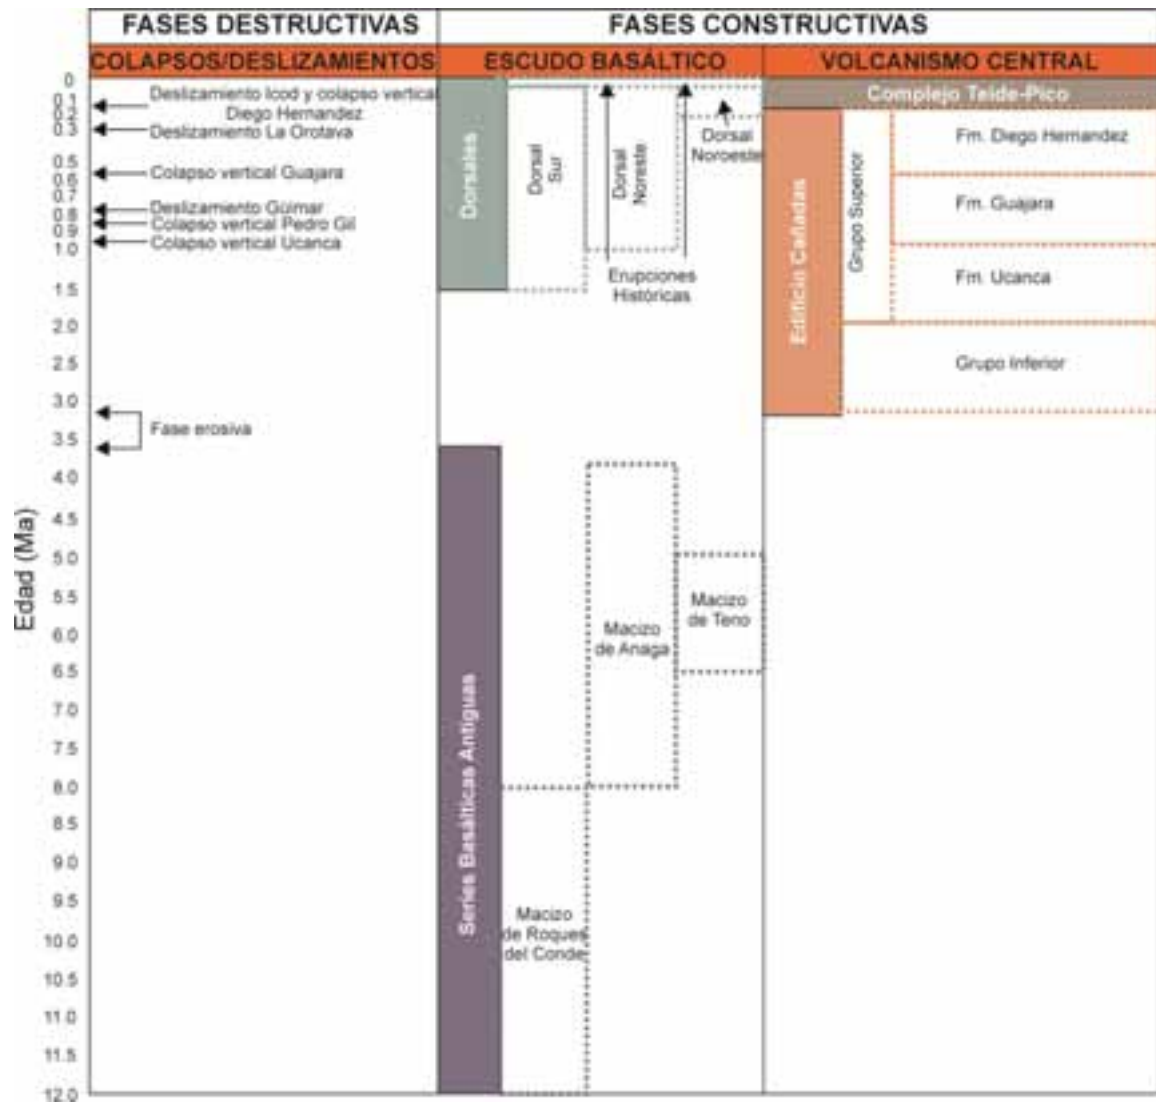 FASES DESTRUCTIVAS
FASES CONSTRUCTIVAS
COLAPSOS/DESLIZAMIENTOS
ESCUDO BASÁLTICO
VOLCANISMO CENTRAL
Edad (Ma)
0
0.1
0.2
0.3
0.5
0.6
0.7
0.8
0.9
1.0
1.5
2.0
2.5
3.0
3.5
4.0
4.5
5.0
5.5
6.0
6.5
7.0
7.5
8.0
8.5
9.0
9.5
10.0
10.5
11.0
11.5
12.0
Deslizamiento Icod y colapso vertical
Diego Hernandez
Deslizamiento La Orotava
Colapso vertical Guajara
Deslizamiento Güimar
Colapso vertical Pedro Gil
Colapso vertical Ucanca
Fase erosiva
Dorsales
Dorsal
Sur
Dorsal
Noreste
Dorsal
Noroeste
Erupciones
Históricas
Series Basálticas Antiguas
Macizo
de Anaga
Macizo
de Teno
Macizo
de Roques
del Conde
Complejo Teide-Pico
Edificio Cañadas
Grupo Superior
Fm. Diego Hernandez
Fm. Guajara
Fm. Ucanca
Grupo Inferior